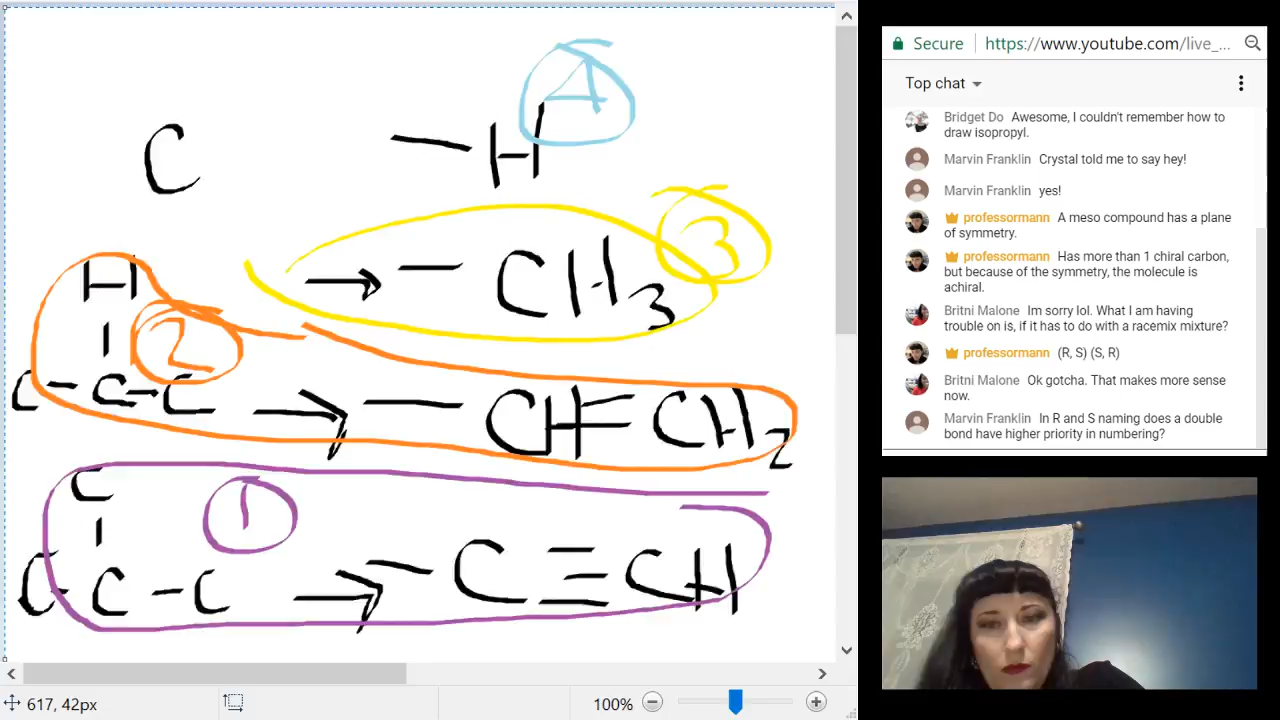 4
C
— H
3
→ — CH3
H
|
2
C - C - C
→ — CH = CH2
C
|
1
C - C - C
→ — C ≡ CH
617, 42px
100%
Secure https://www.youtube.com/live_...
Top chat
Bridget Do Awesome, I couldn't remember how to
draw isopropyl.
Marvin Franklin Crystal told me to say hey!
Marvin Franklin yes!
professormann A meso compound has a plane
of symmetry.
professormann Has more than 1 chiral carbon,
but because of the symmetry, the molecule is
achiral.
Britni Malone Im sorry lol. What I am having
trouble on is, if it has to do with a racemix mixture?
professormann (R, S) (S, R)
Britni Malone Ok gotcha. That makes more sense
now.
Marvin Franklin In R and S naming does a double
bond have higher priority in numbering?